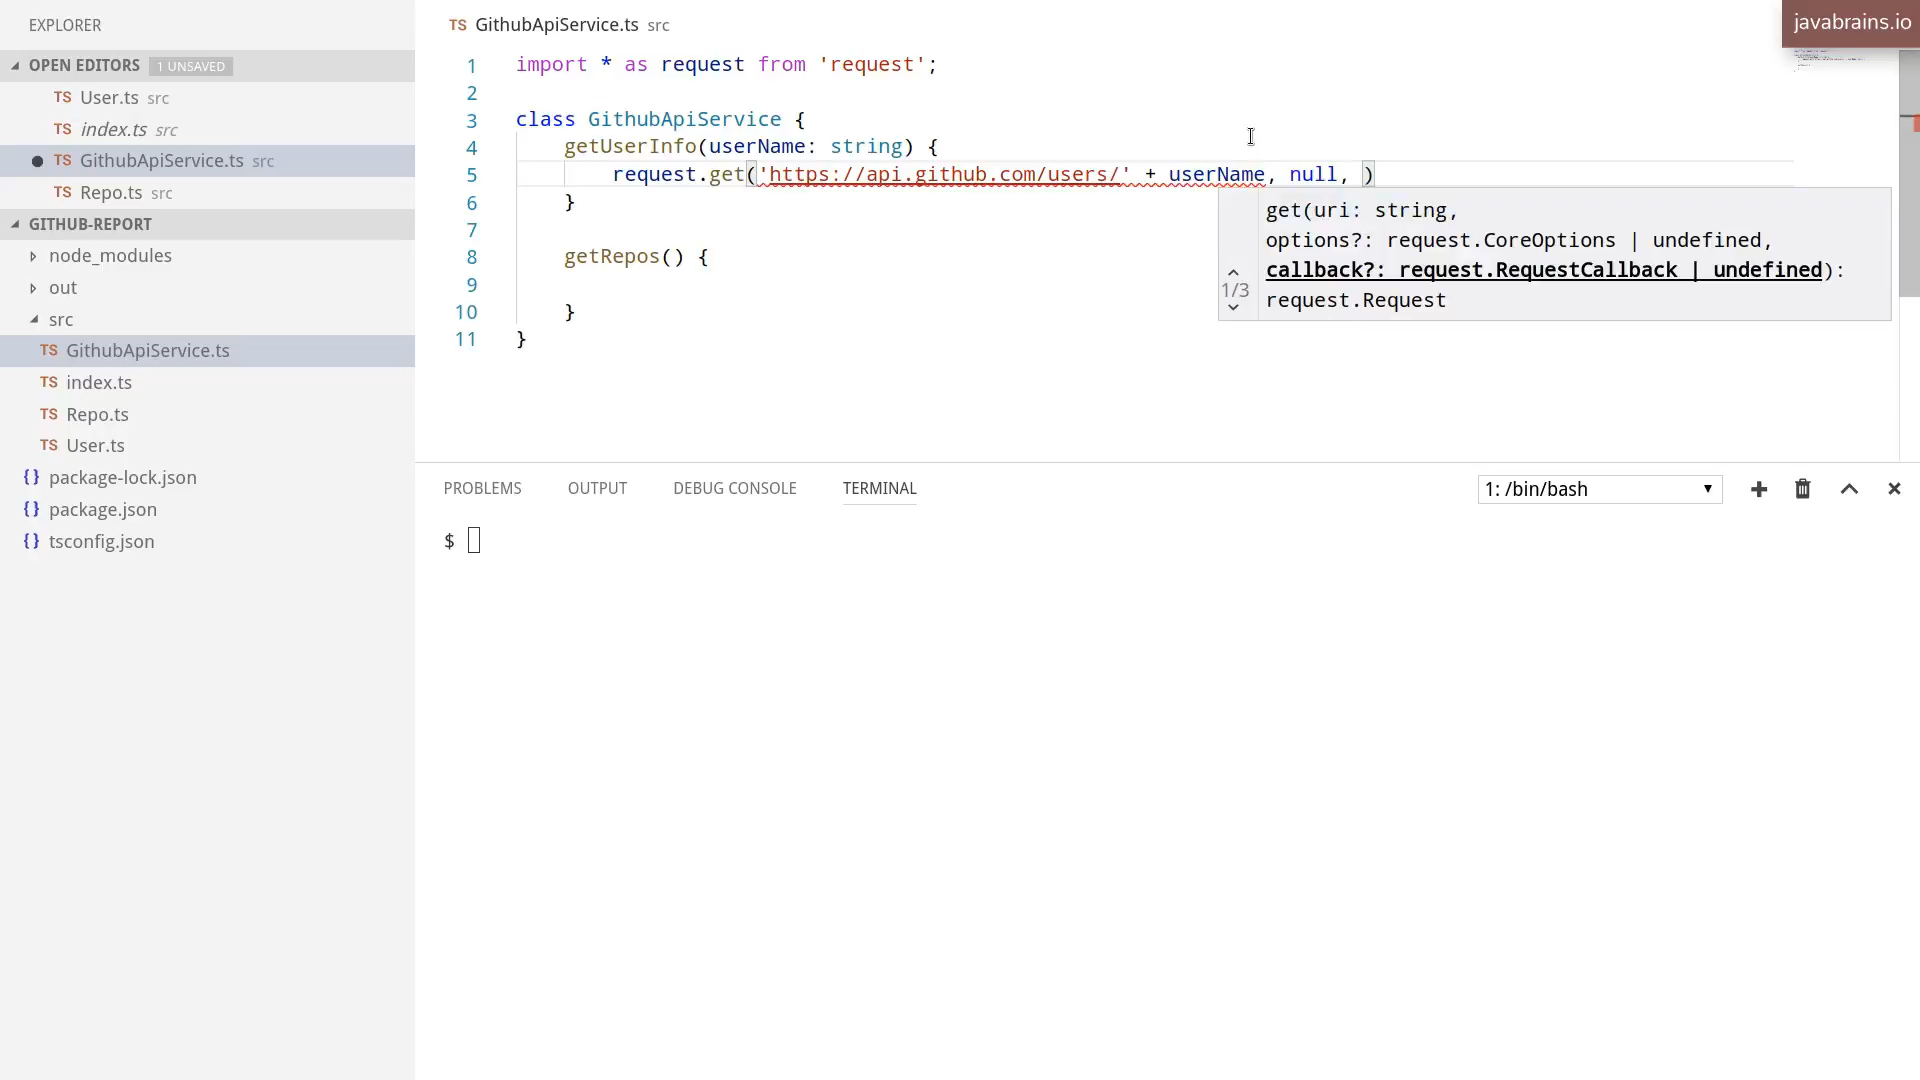 EXPLORER
OPEN EDITORS 1 UNSAVED
TS User.ts src
TS index.ts src
TS GithubApiService.ts src
TS Repo.ts src
GITHUB-REPORT
node_modules
out
src
TS GithubApiService.ts
TS index.ts
TS Repo.ts
TS User.ts
{} package-lock.json
{} package.json
{} tsconfig.json
TS GithubApiService.ts src
javabrains.io
1 import * as request from 'request';
2
3 class GithubApiService {
4 getUserInfo(userName: string) {
5 request.get('https://api.github.com/users/' + userName, null, )
6 }
7
8 getRepos() {
9
10 }
11 }
get(uri: string,
options?: request.CoreOptions | undefined,
callback?: request.RequestCallback | undefined):
1/3
request.Request
PROBLEMS OUTPUT DEBUG CONSOLE TERMINAL 1: /bin/bash
$